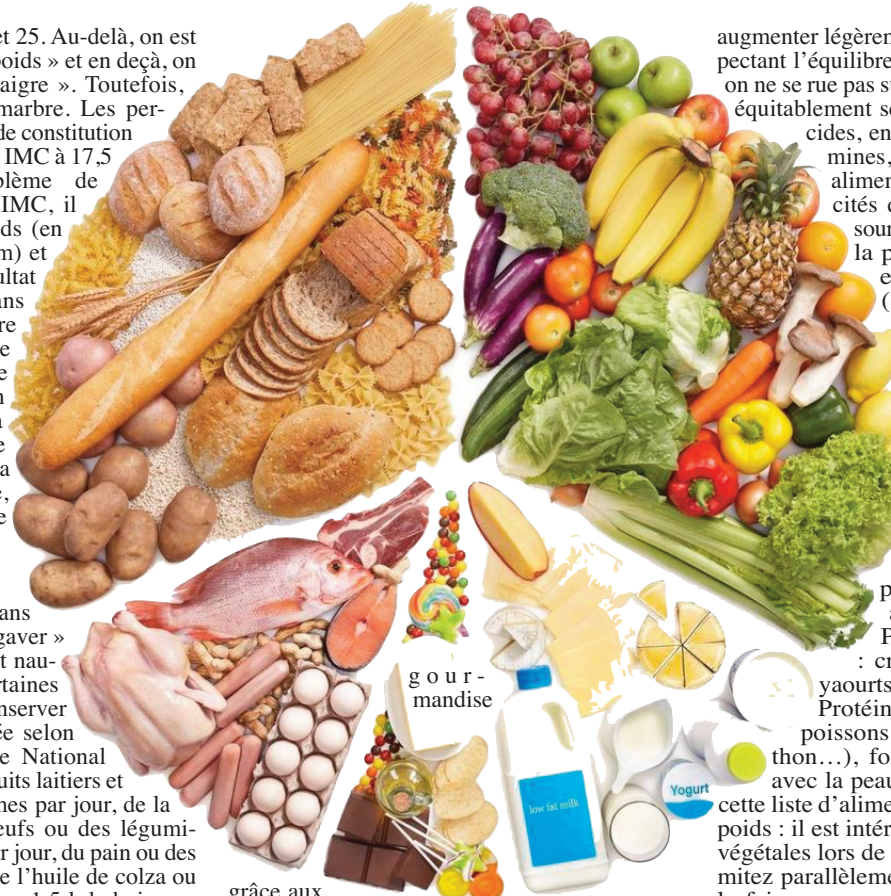 et 25. Au-delà, on est
poids » et en deçà, on
aigre ». Toutefois,
marbre. Les per-
de constitution
IMC à 17,5
blème de
IMC, il
ds (en
m) et
ultat
ans
re
e
e
n
a
e
a
e,
e
ans
gaver »
t nau-
rtaines
nserver
ée selon
e National
uits laitiers et
nes par jour, de la
eufs ou des légumi-
r jour, du pain ou des
e l'huile de colza ou
grâce aux
gour-
mandise
low fat milk
Yogurt
augmenter légèrem
pectant l'équilibre
on ne se rue pas s
équitablement s
cides, en
mines,
alimen
cités d
sour
la p
e
p
a
P
: cr
yaourts
Protéin
poissons
thon…), fo
avec la peau
cette liste d'alime
poids : il est intér
végétales lors de
mitez parallèleme